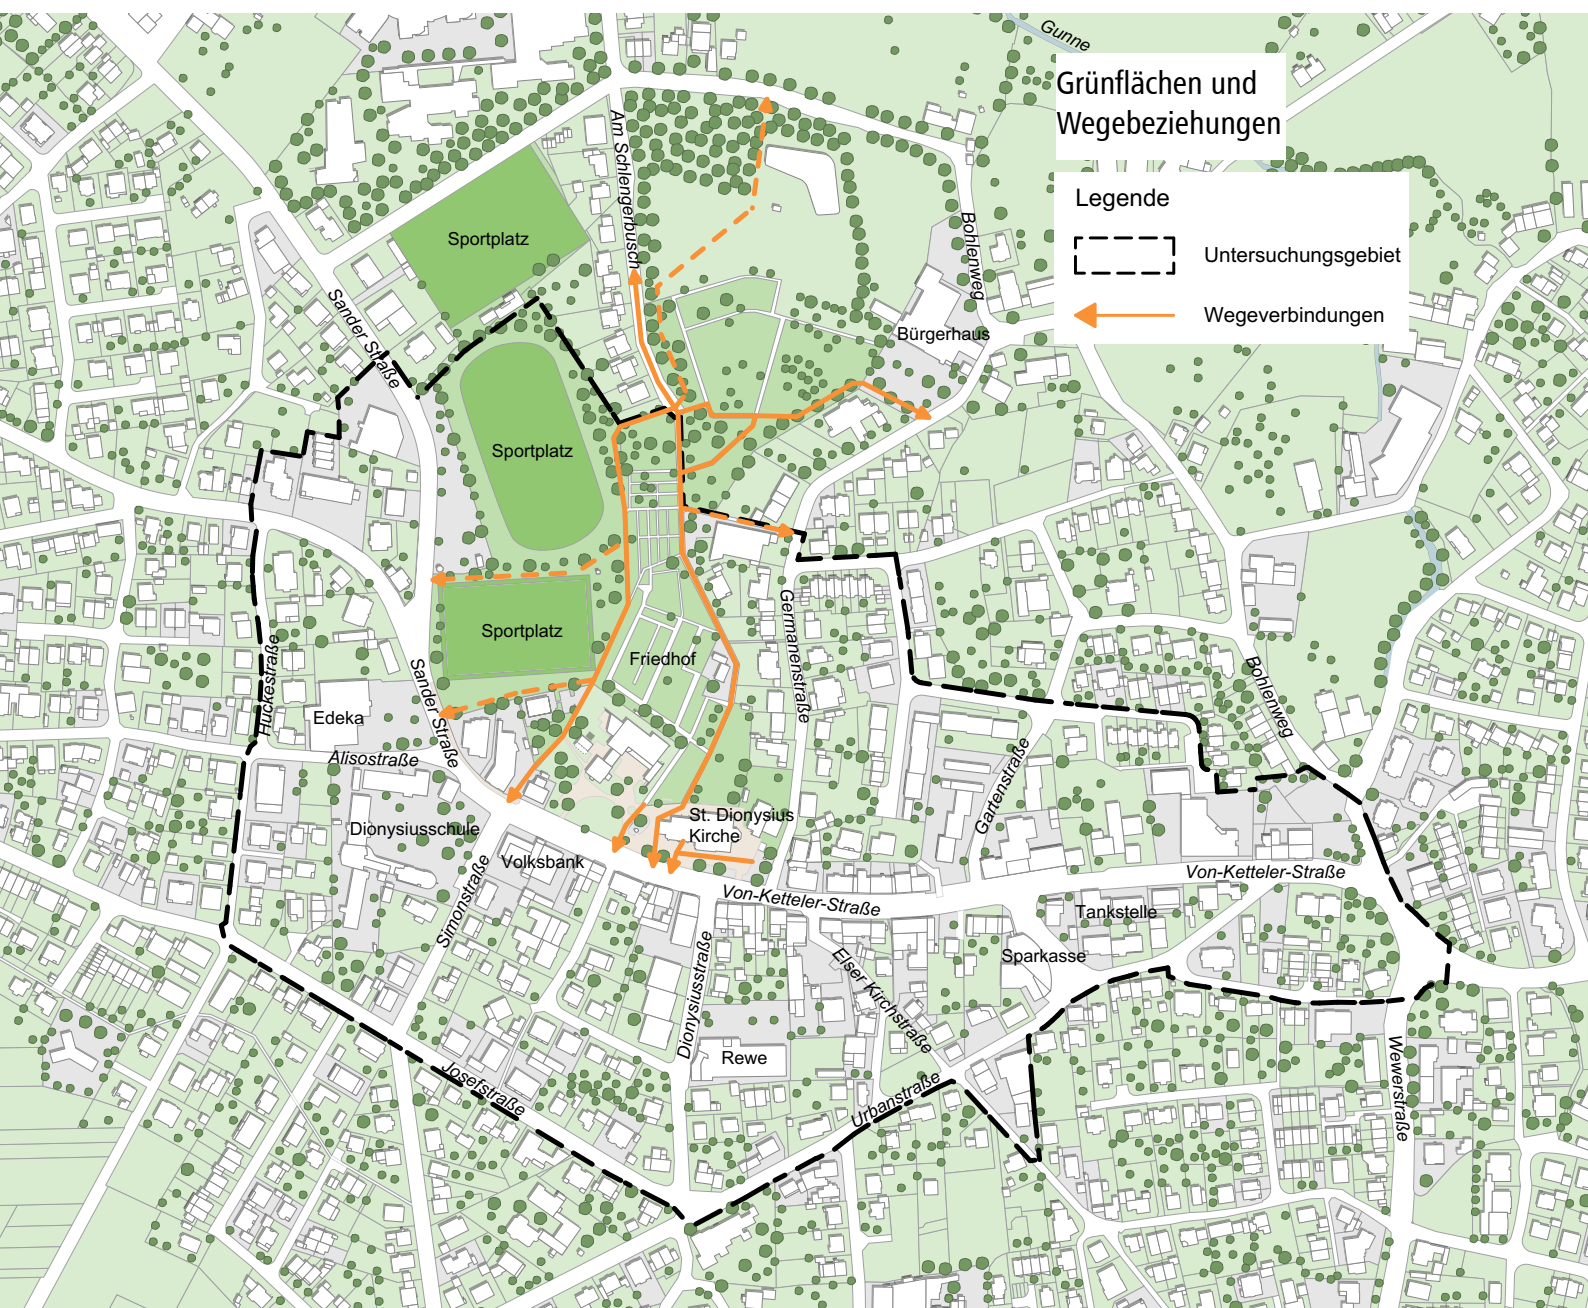 Gunne
Grünflächen und
Wegebeziehungen
Legende
Untersuchungsgebiet
Wegeverbindungen
Am Schlengerbusch
Sportplatz
Bohlenweg
Sander Straße
Bürgerhaus
Sportplatz
Sportplatz
Germanenstraße
Friedhof
Huckestraße
Sander Straße
Bohlenweg
Edeka
Alisostraße
Gartenstraße
Dionysiusschule
St. Dionysius
Kirche
Volksbank
Simonstraße
Von-Ketteler-Straße
Von-Ketteler-Straße
Tankstelle
Sparkasse
Elser Kirchstraße
Dionysiusstraße
Rewe
Josefstraße
Urbanstraße
Wewerstraße